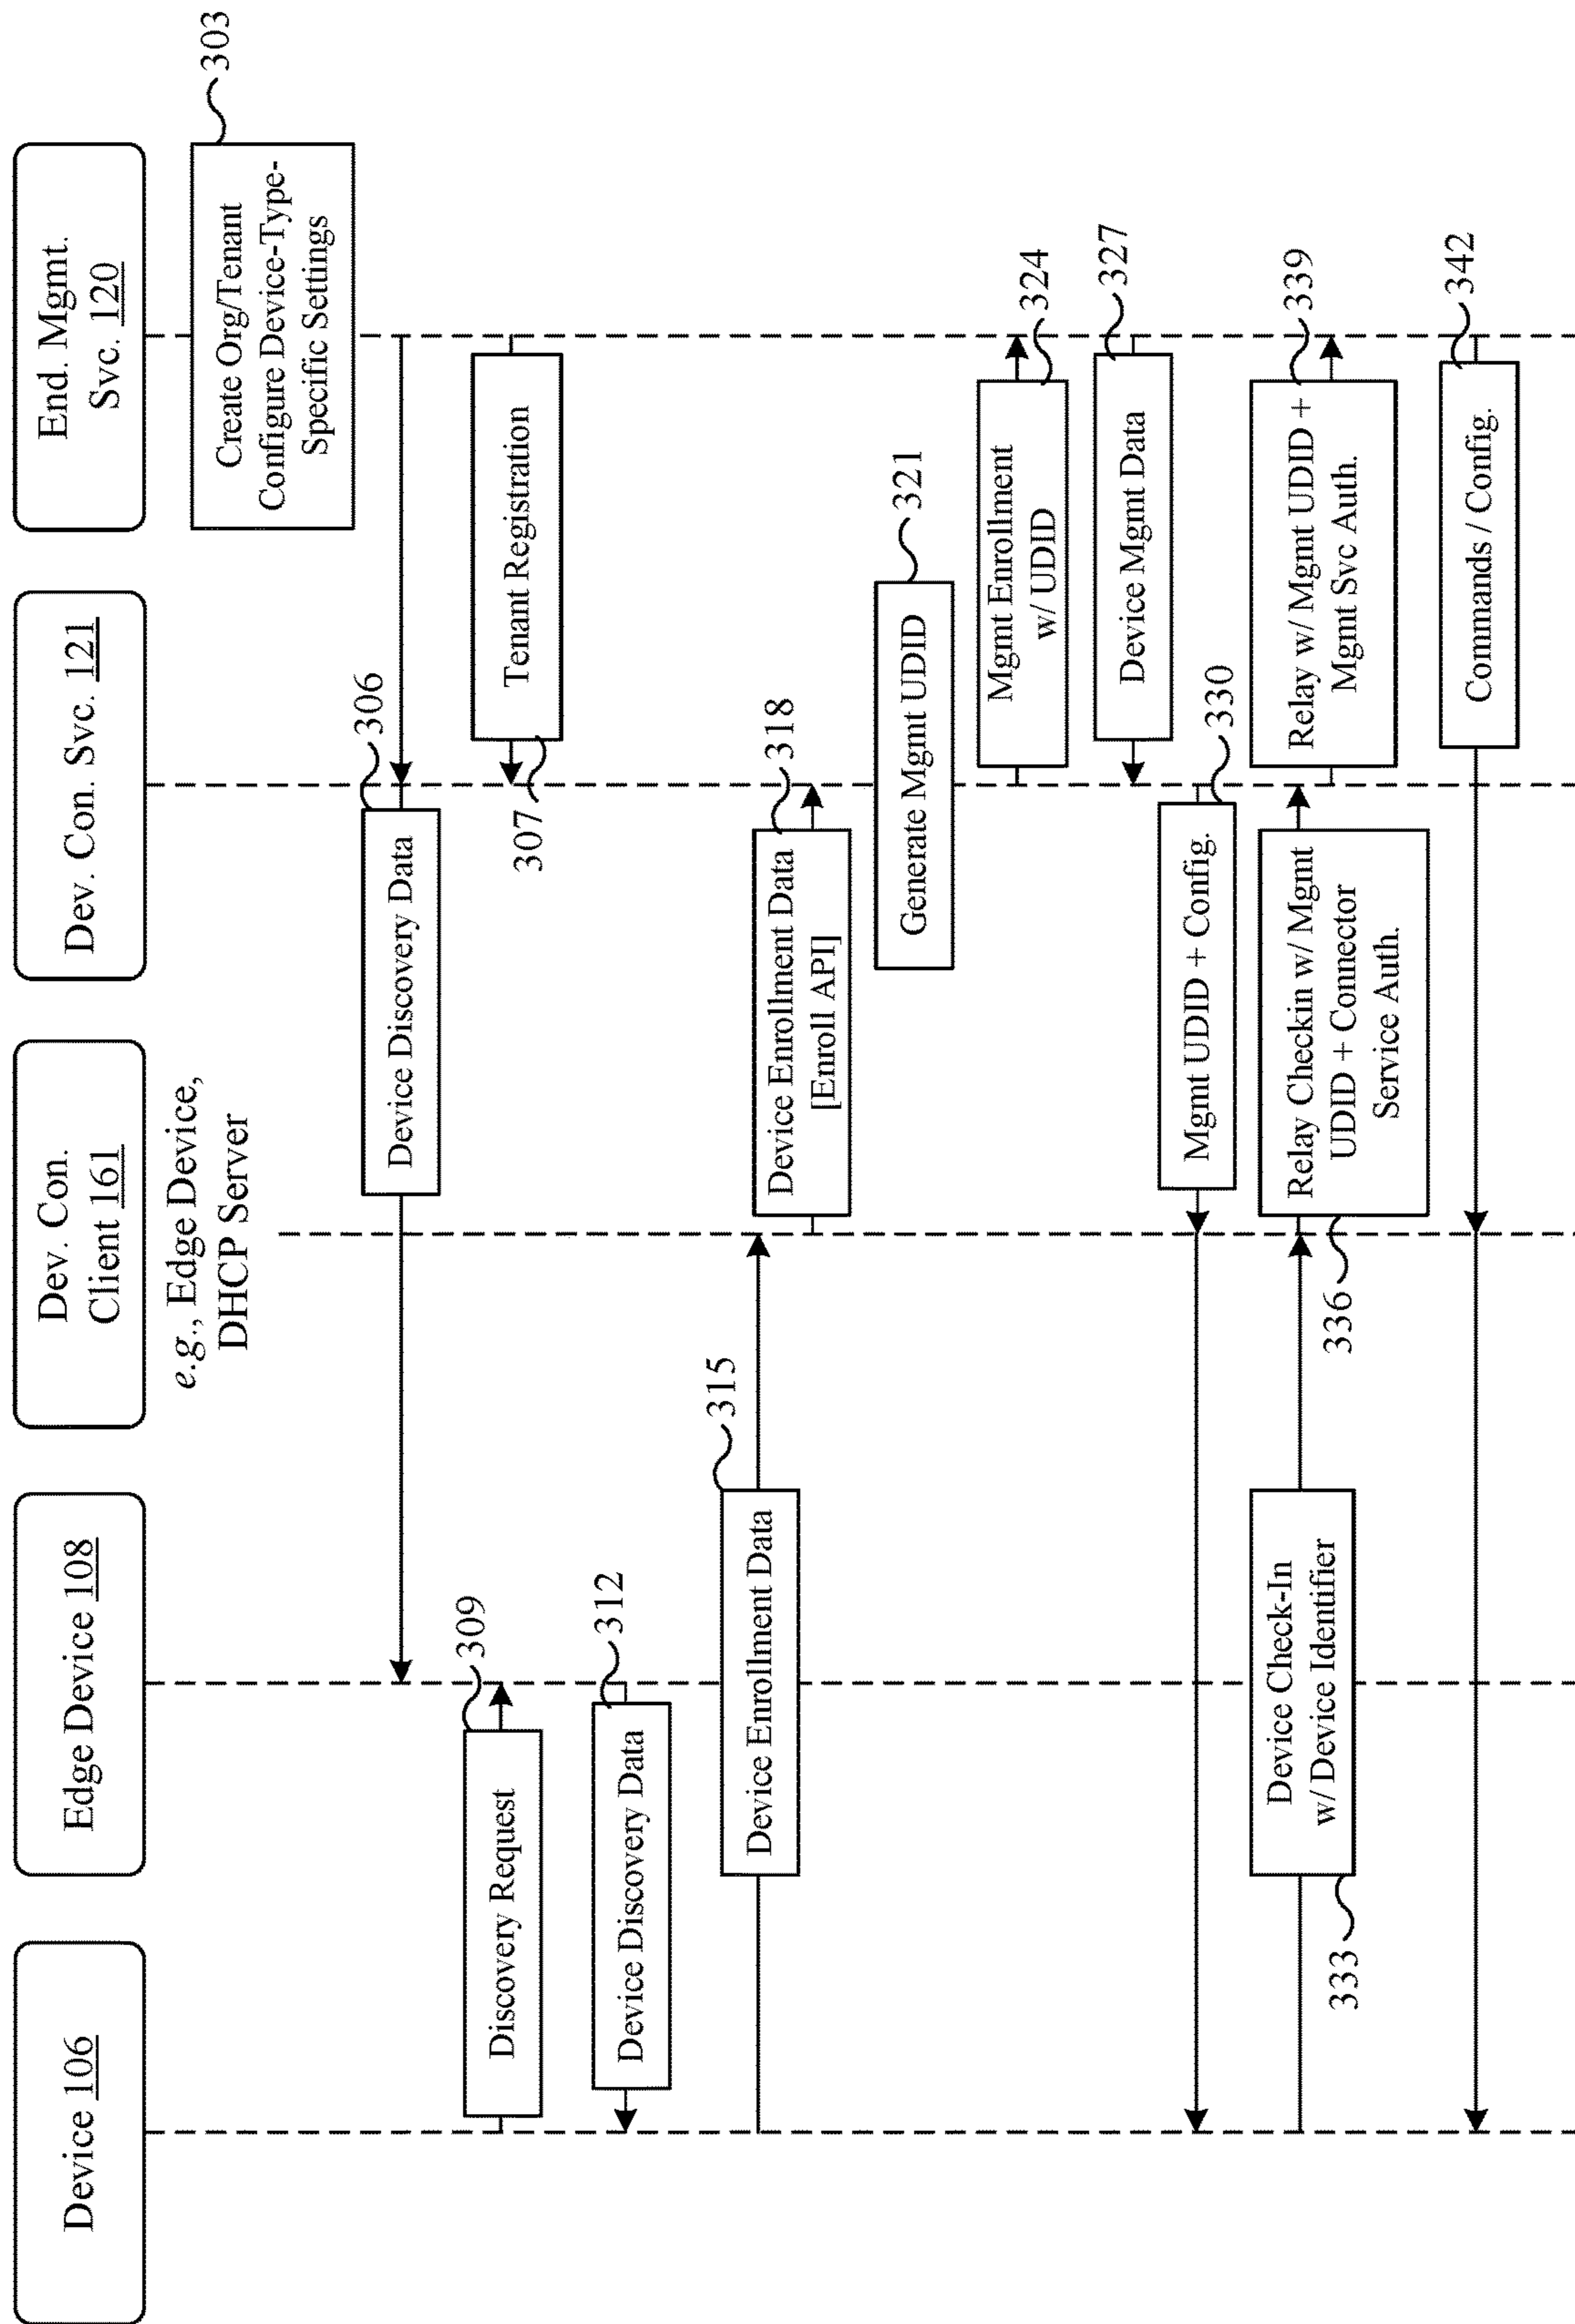 Device 106
Edge Device 108
Dev. Con.
Client 161
Dev. Con. Svc. 121
End. Mgmt.
Svc. 120
e.g., Edge Device,
DHCP Server
303
Create Org/Tenant
Configure Device-Type-
Specific Settings
306
Device Discovery Data
Tenant Registration
307
309
Discovery Request
312
Device Discovery Data
315
Device Enrollment Data
318
Device Enrollment Data
[Enroll API]
321
Generate Mgmt UDID
Mgmt Enrollment
w/ UDID
324
Device Mgmt Data
327
Mgmt UDID + Config.
330
Device Check-In
w/ Device Identifier
333
Relay Checkin w/ Mgmt
UDID + Connector
Service Auth.
336
Relay w/ Mgmt UDID +
Mgmt Svc Auth.
339
Commands / Config.
342